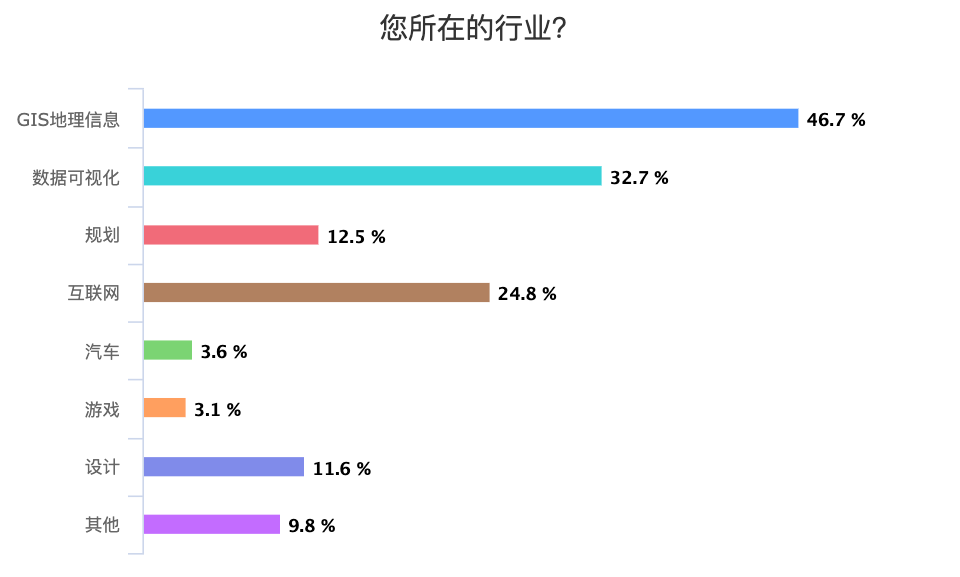 您所在的行业?
GIS地理信息 46.7 %
数据可视化 32.7 %
规划 12.5 %
互联网 24.8 %
汽车 3.6 %
游戏 3.1 %
设计 11.6 %
其他 9.8 %